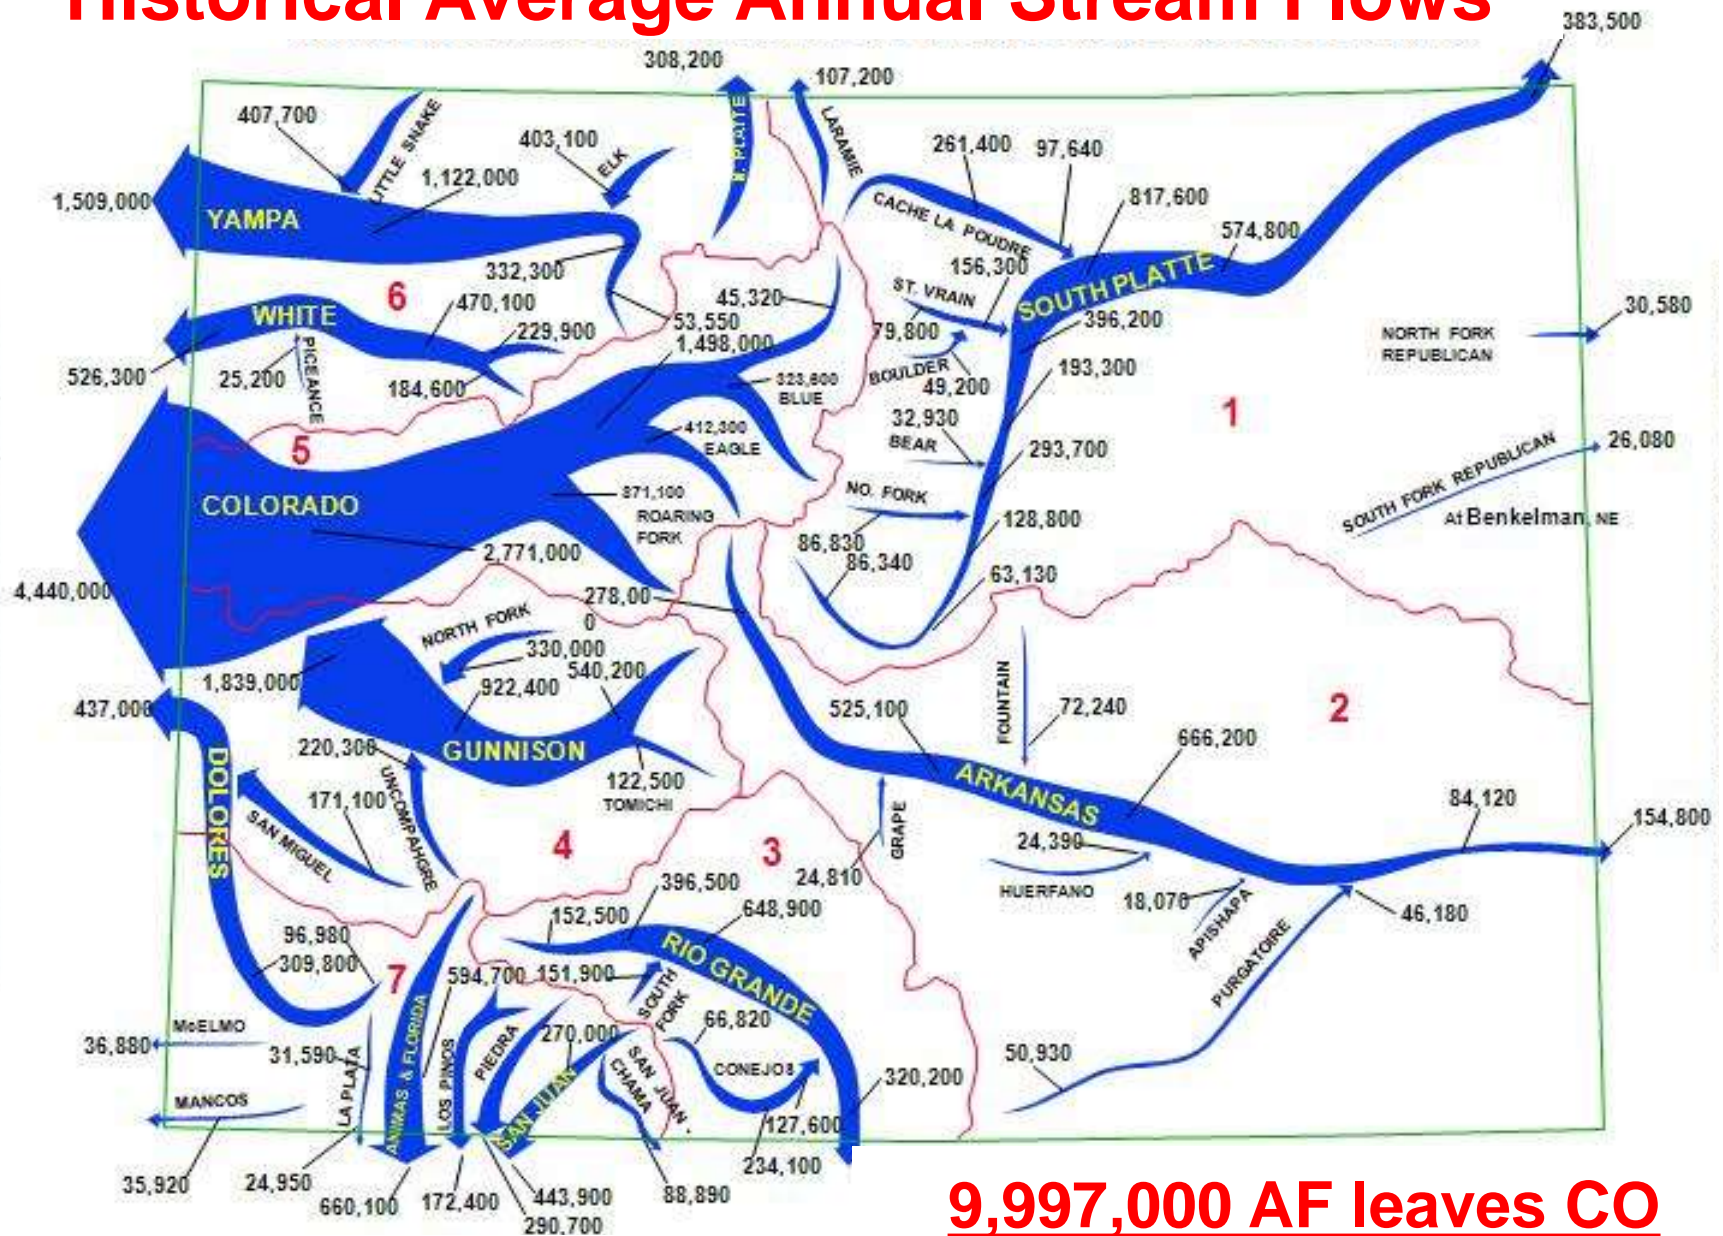 Historical Average Annual Stream Flows
383,500
308,200
107,200
407,700
LITTLE SNAKE
403,100
ELK
N. PLATTE
LARAMIE
261,400
97,640
1,122,000
1,509,000
YAMPA
CACHE LA POUDRE
817,600
574,800
332,300
6
470,100
45,320
53,550
1,498,000
156,300
ST. VRAIN
79,800
SOUTH PLATTE
396,200
30,580
NORTH FORK
REPUBLICAN
WHITE
229,900
PICEANCE
25,200
184,600
526,300
323,600
BLUE
BOULDER
49,200
193,300
1
32,930
BEAR
412,300
EAGLE
293,700
26,080
SOUTH FORK REPUBLICAN
At Benkelman, NE
5
COLORADO
371,100
ROARING
FORK
NO. FORK
86,830
86,340
128,800
63,130
2,771,000
4,440,000
278,00
0
NORTH FORK
330,000
540,200
922,400
1,839,000
437,000
GUNNISON
220,300
UNCOMPAHGRE
122,500
TOMICHI
171,100
SAN MIGUEL
DOLORES
525,100
FOUNTAIN
72,240
2
666,200
ARKANSAS
84,120
154,800
GRAPE
24,810
24,390
HUERFANO
18,070
APISHAPA
46,180
PURGATOIRE
50,930
4
3
396,500
648,900
152,500
RIO GRANDE
96,980
309,800
7
594,700
151,900
SOUTH
FORK
66,820
270,000
CONEJOS
320,200
127,600
234,100
McELMO
36,880
31,590
LA PLATA
ANIMAS & FLORIDA
LOS PINOS
PIEDRA
SAN JUAN
SAN JUAN -
CHAMA
MANCOS
35,920
24,950
660,100
172,400
443,900
290,700
88,890
9,997,000 AF leaves CO